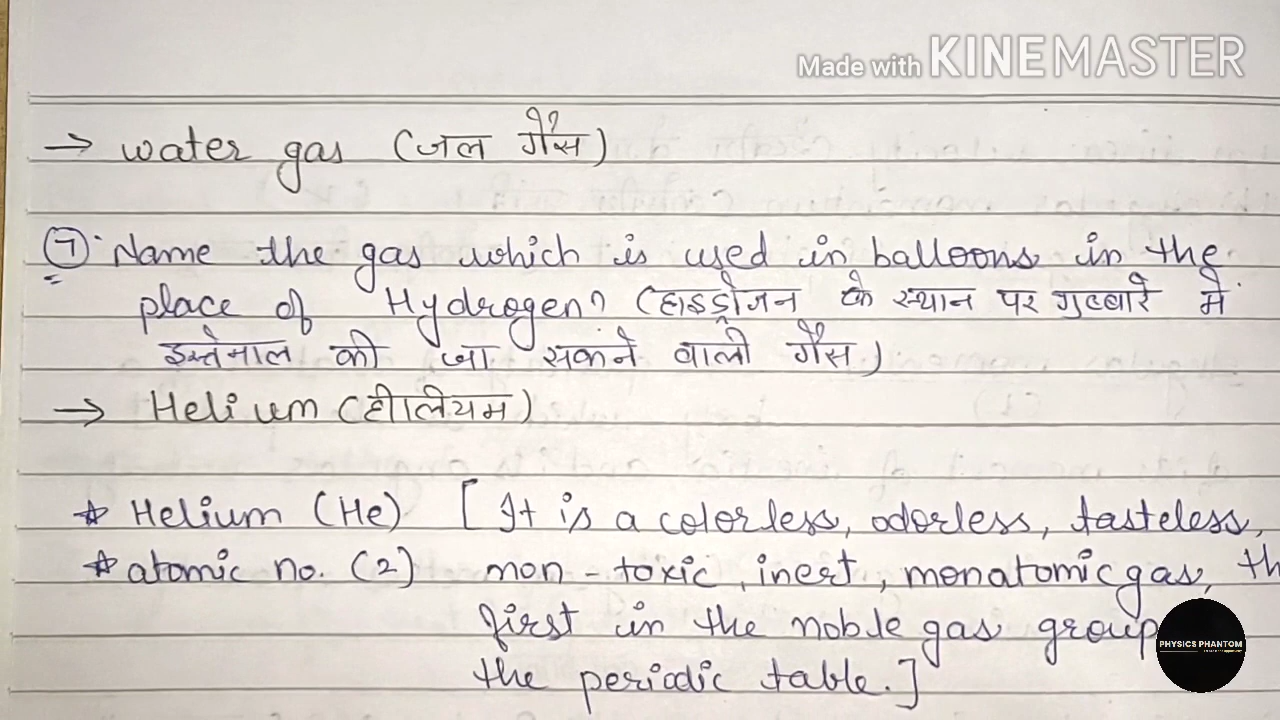 Made with KINEMASTER
→ water gas (जल गैस)
⑦ Name the gas which is used in balloons in the
place of Hydrogen? (हाइड्रोजन के स्थान पर गुब्बारे में
इस्तेमाल की जा सकने वाली गैस)
→ Helium (हीलियम)
* Helium (He) [It is a colorless, odorless, tasteless,
* atomic no. (2) non-toxic, inert, monatomic gas, th
first in the noble gas group
the periodic table.]
PHYSICS PHANTOM